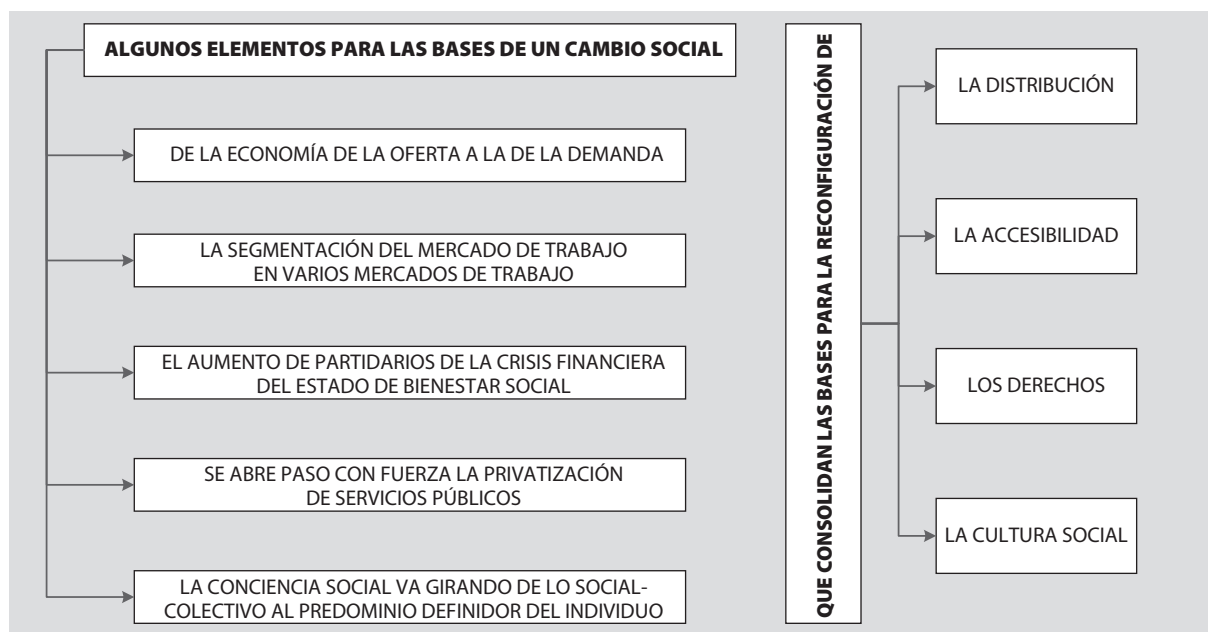 ALGUNOS ELEMENTOS PARA LAS BASES DE UN CAMBIO SOCIAL
DE LA ECONOMÍA DE LA OFERTA A LA DE LA DEMANDA
LA SEGMENTACIÓN DEL MERCADO DE TRABAJO
EN VARIOS MERCADOS DE TRABAJO
EL AUMENTO DE PARTIDARIOS DE LA CRISIS FINANCIERA
DEL ESTADO DE BIENESTAR SOCIAL
SE ABRE PASO CON FUERZA LA PRIVATIZACIÓN
DE SERVICIOS PÚBLICOS
LA CONCIENCIA SOCIAL VA GIRANDO DE LO SOCIAL-
COLECTIVO AL PREDOMINIO DEFINIDOR DEL INDIVIDUO
QUE CONSOLIDAN LAS BASES PARA LA RECONFIGURACIÓN DE
LA DISTRIBUCIÓN
LA ACCESIBILIDAD
LOS DERECHOS
LA CULTURA SOCIAL